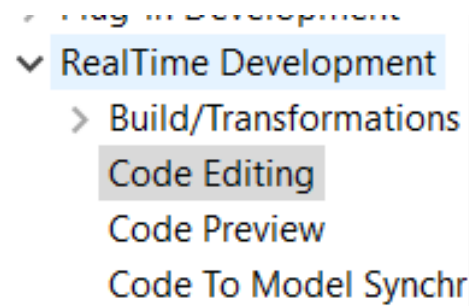 RealTime Development
Build/Transformations
Code Editing
Code Preview
Code To Model Synchr